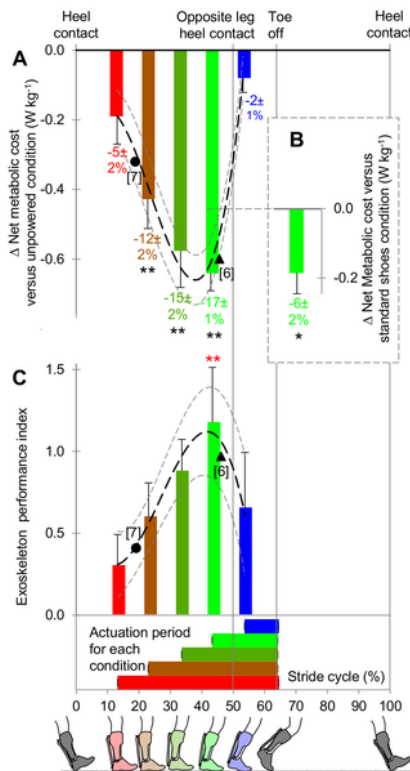 Heel contact
Opposite leg heel contact
Toe off
Heel contact
A
Δ Net metabolic cost
versus unpowered condition (W kg⁻¹)
0.0
-0.2
-0.4
-0.6
-5±
2%
[7]
-12±
2%
**
-15±
2%
**
-17±
1%
**
[6]
-2±
1%
B
0.0
-0.2
Δ Net Metabolic cost versus
standard shoes condition (W kg⁻¹)
-6±
2%
*
C
**
Exoskeleton performance index
1.5
1.0
0.5
0.0
[7]
[6]
Actuation period
for each
condition
Stride cycle (%)
0 10 20 30 40 50 60 70 80 90 100